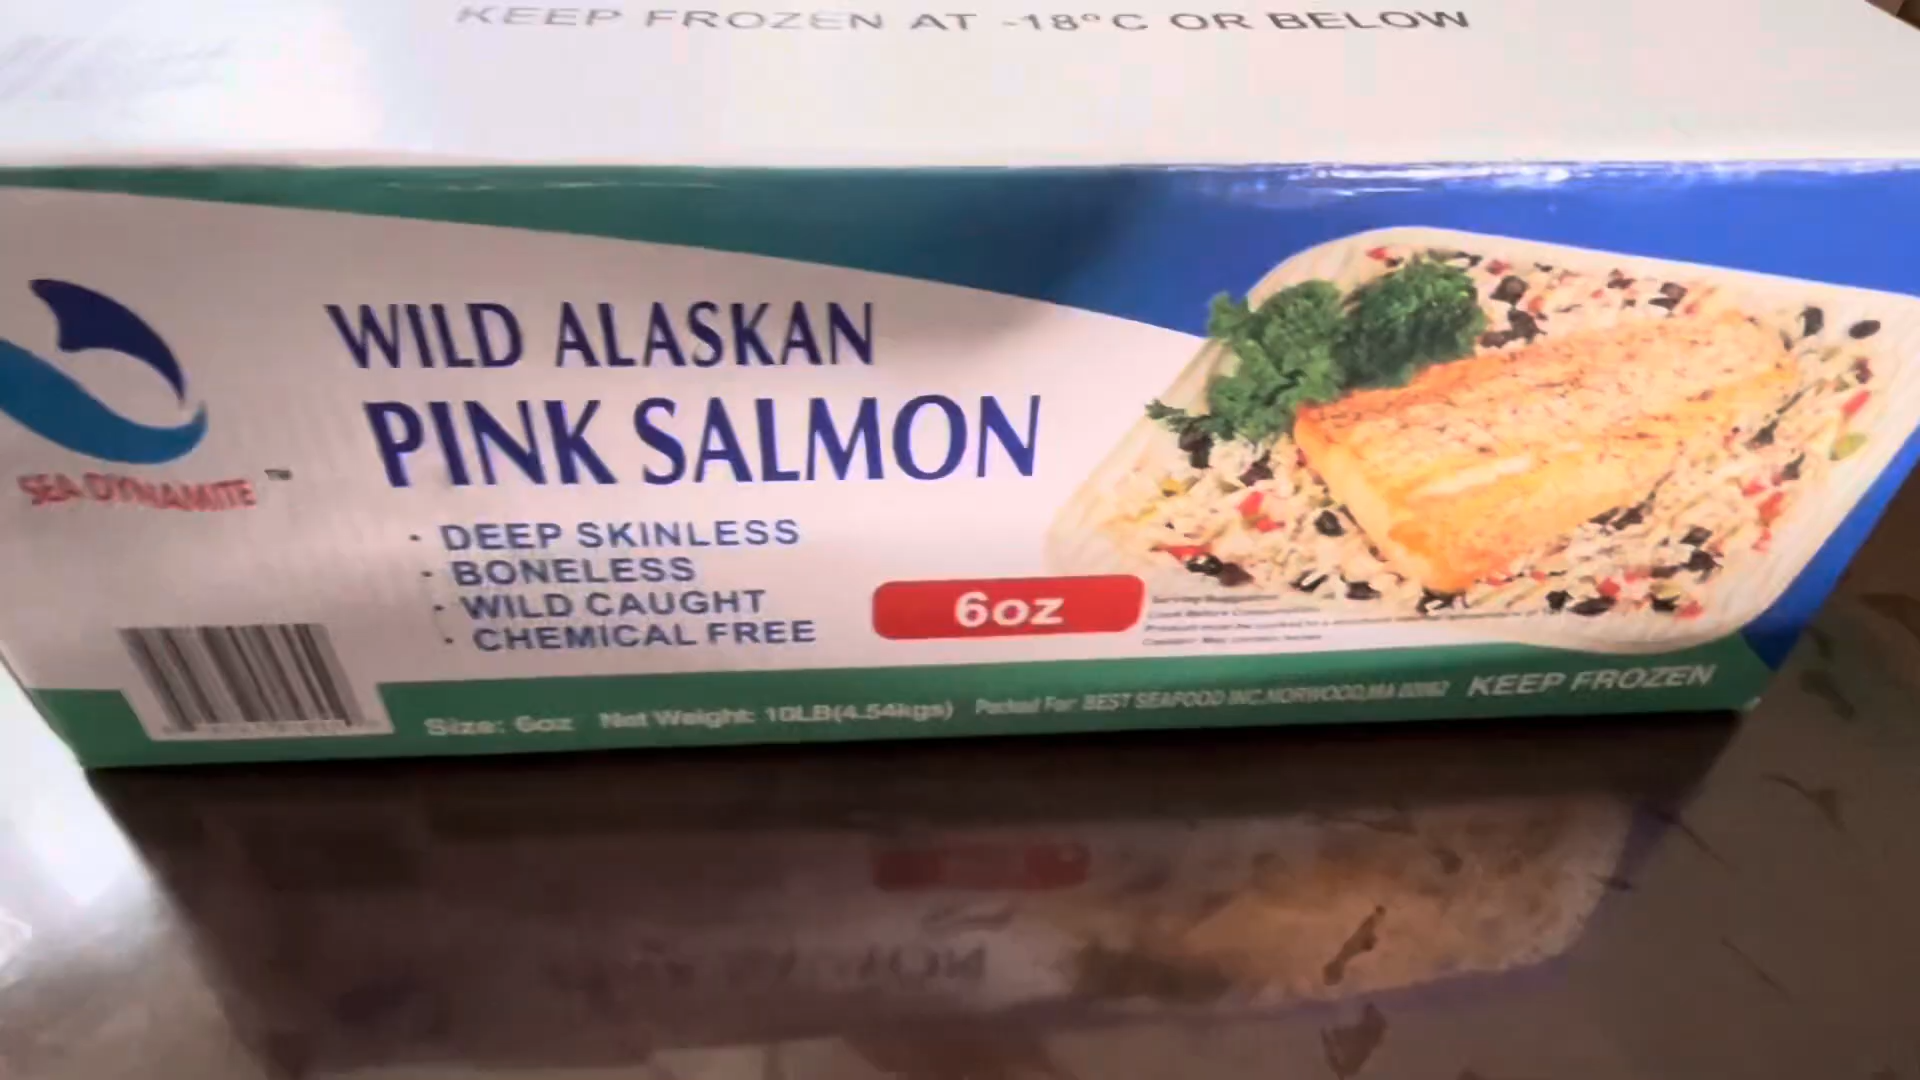 KEEP FROZEN AT -18°C OR BELOW
WILD ALASKAN
PINK SALMON
SEA DYNAMITE ™
· DEEP SKINLESS
· BONELESS
· WILD CAUGHT
· CHEMICAL FREE
6oz
Size: 6oz Net Weight: 10LB(4.54kgs) Packed For: BEST SEAFOOD INC.NORWOOD,MA 02062 KEEP FROZEN